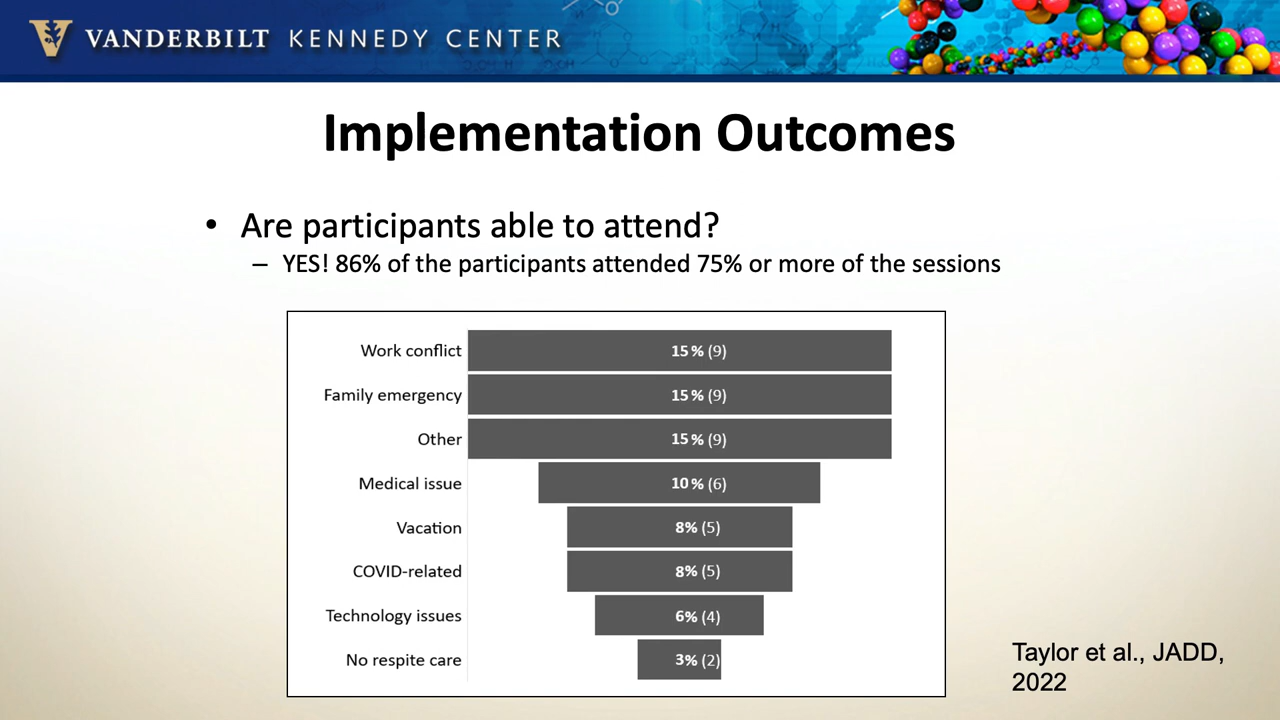 VANDERBILT KENNEDY CENTER
Implementation Outcomes
• Are participants able to attend?
– YES! 86% of the participants attended 75% or more of the sessions
Work conflict 15% (9)
Family emergency 15% (9)
Other 15% (9)
Medical issue 10% (6)
Vacation 8% (5)
COVID-related 8% (5)
Technology issues 6% (4)
No respite care 3% (2)
Taylor et al., JADD,
2022